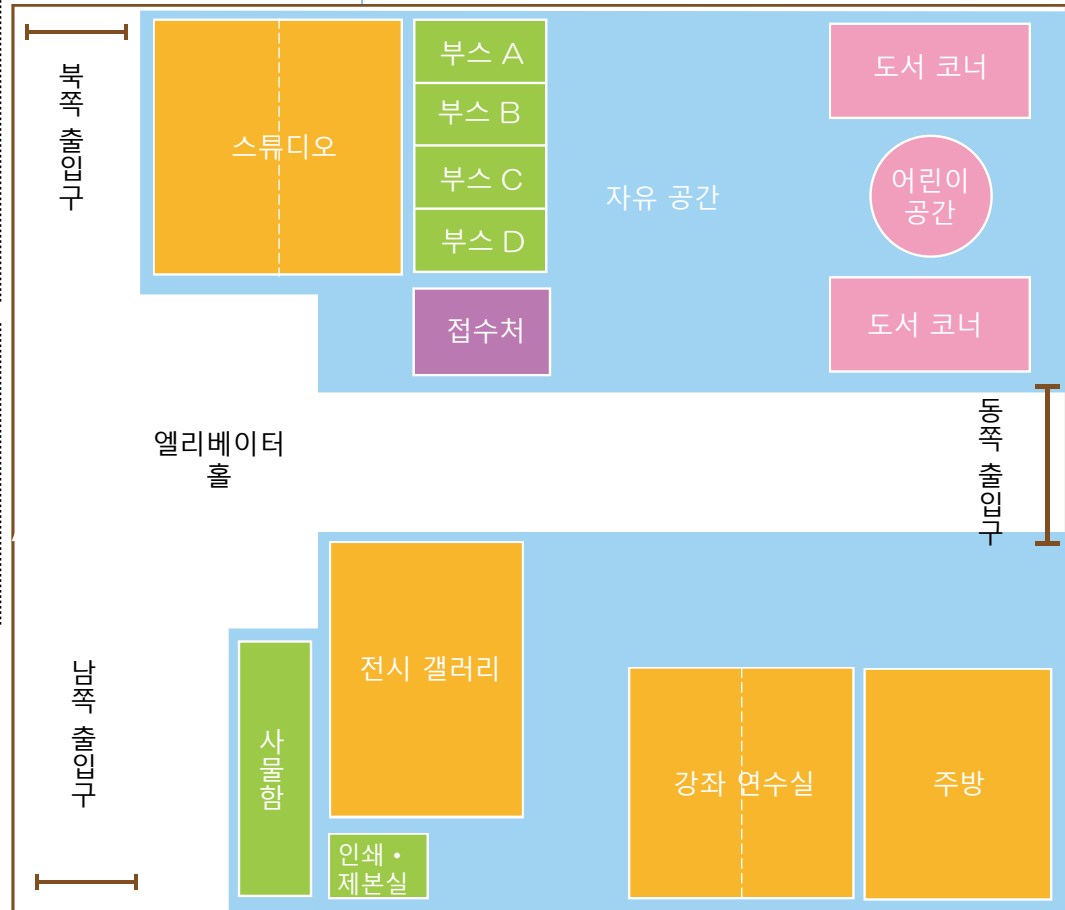 북쪽 출입구
스튜디오
부스 A
부스 B
부스 C
부스 D
접수처
자유 공간
도서 코너
어린이
공간
도서 코너
엘리베이터
홀
동쪽 출입구
남쪽 출입구
사물함
전시 갤러리
인쇄・
제본실
강좌 연수실
주방